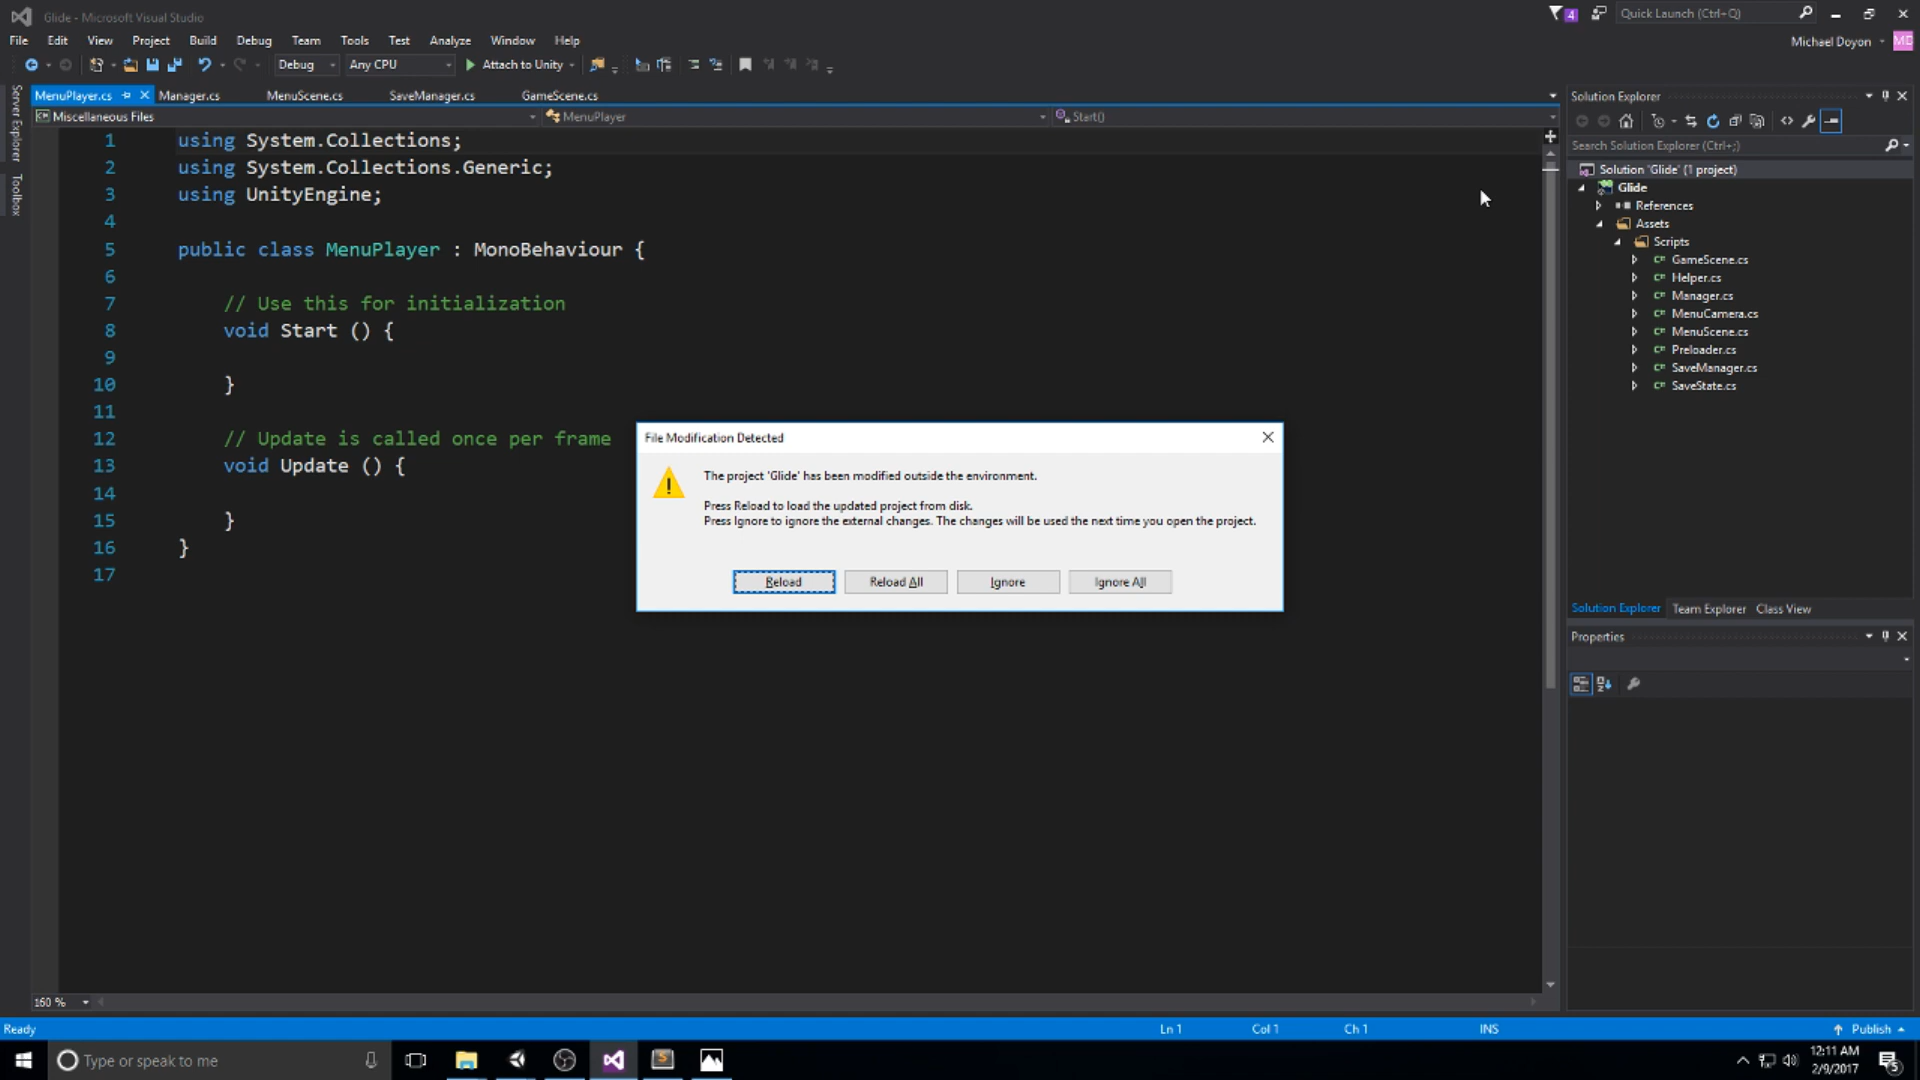 Glide - Microsoft Visual Studio
4
Quick Launch (Ctrl+Q)
File Edit View Project Build Debug Team Tools Test Analyze Window Help
Michael Doyon
MD
Debug Any CPU Attach to Unity
Server Explorer
Toolbox
MenuPlayer.cs Manager.cs MenuScene.cs SaveManager.cs GameScene.cs
Miscellaneous Files MenuPlayer Start()
1 using System.Collections;
2 using System.Collections.Generic;
3 using UnityEngine;
4
5 public class MenuPlayer : MonoBehaviour {
6
7 // Use this for initialization
8 void Start () {
9
10 }
11
12 // Update is called once per frame
13 void Update () {
14
15 }
16 }
17
File Modification Detected
The project 'Glide' has been modified outside the environment.
Press Reload to load the updated project from disk.
Press Ignore to ignore the external changes. The changes will be used the next time you open the project.
Reload Reload All Ignore Ignore All
Solution Explorer
Search Solution Explorer (Ctrl+;)
Solution 'Glide' (1 project)
Glide
References
Assets
Scripts
C# GameScene.cs
C# Helper.cs
C# Manager.cs
C# MenuCamera.cs
C# MenuScene.cs
C# Preloader.cs
C# SaveManager.cs
C# SaveState.cs
Solution Explorer Team Explorer Class View
Properties
160 %
Ready Ln 1 Col 1 Ch 1 INS Publish
Type or speak to me
12:11 AM
2/9/2017
5